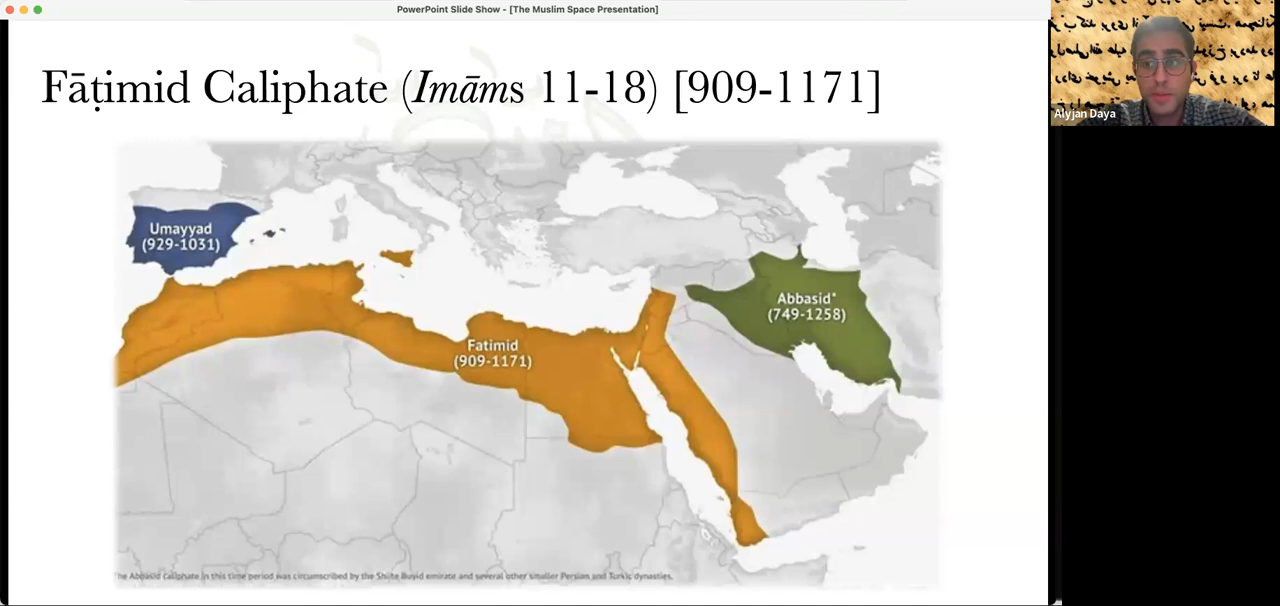 PowerPoint Slide Show - [The Muslim Space Presentation]
Fāṭimid Caliphate (Imāms 11-18) [909-1171]
Umayyad
(929-1031)
Abbasid*
(749-1258)
Fatimid
(909-1171)
The Abbasid caliphate in this time period was circumscribed by the Shiite Buyid emirate and several other smaller Persian and Turkic dynasties.
Alyjan Daya